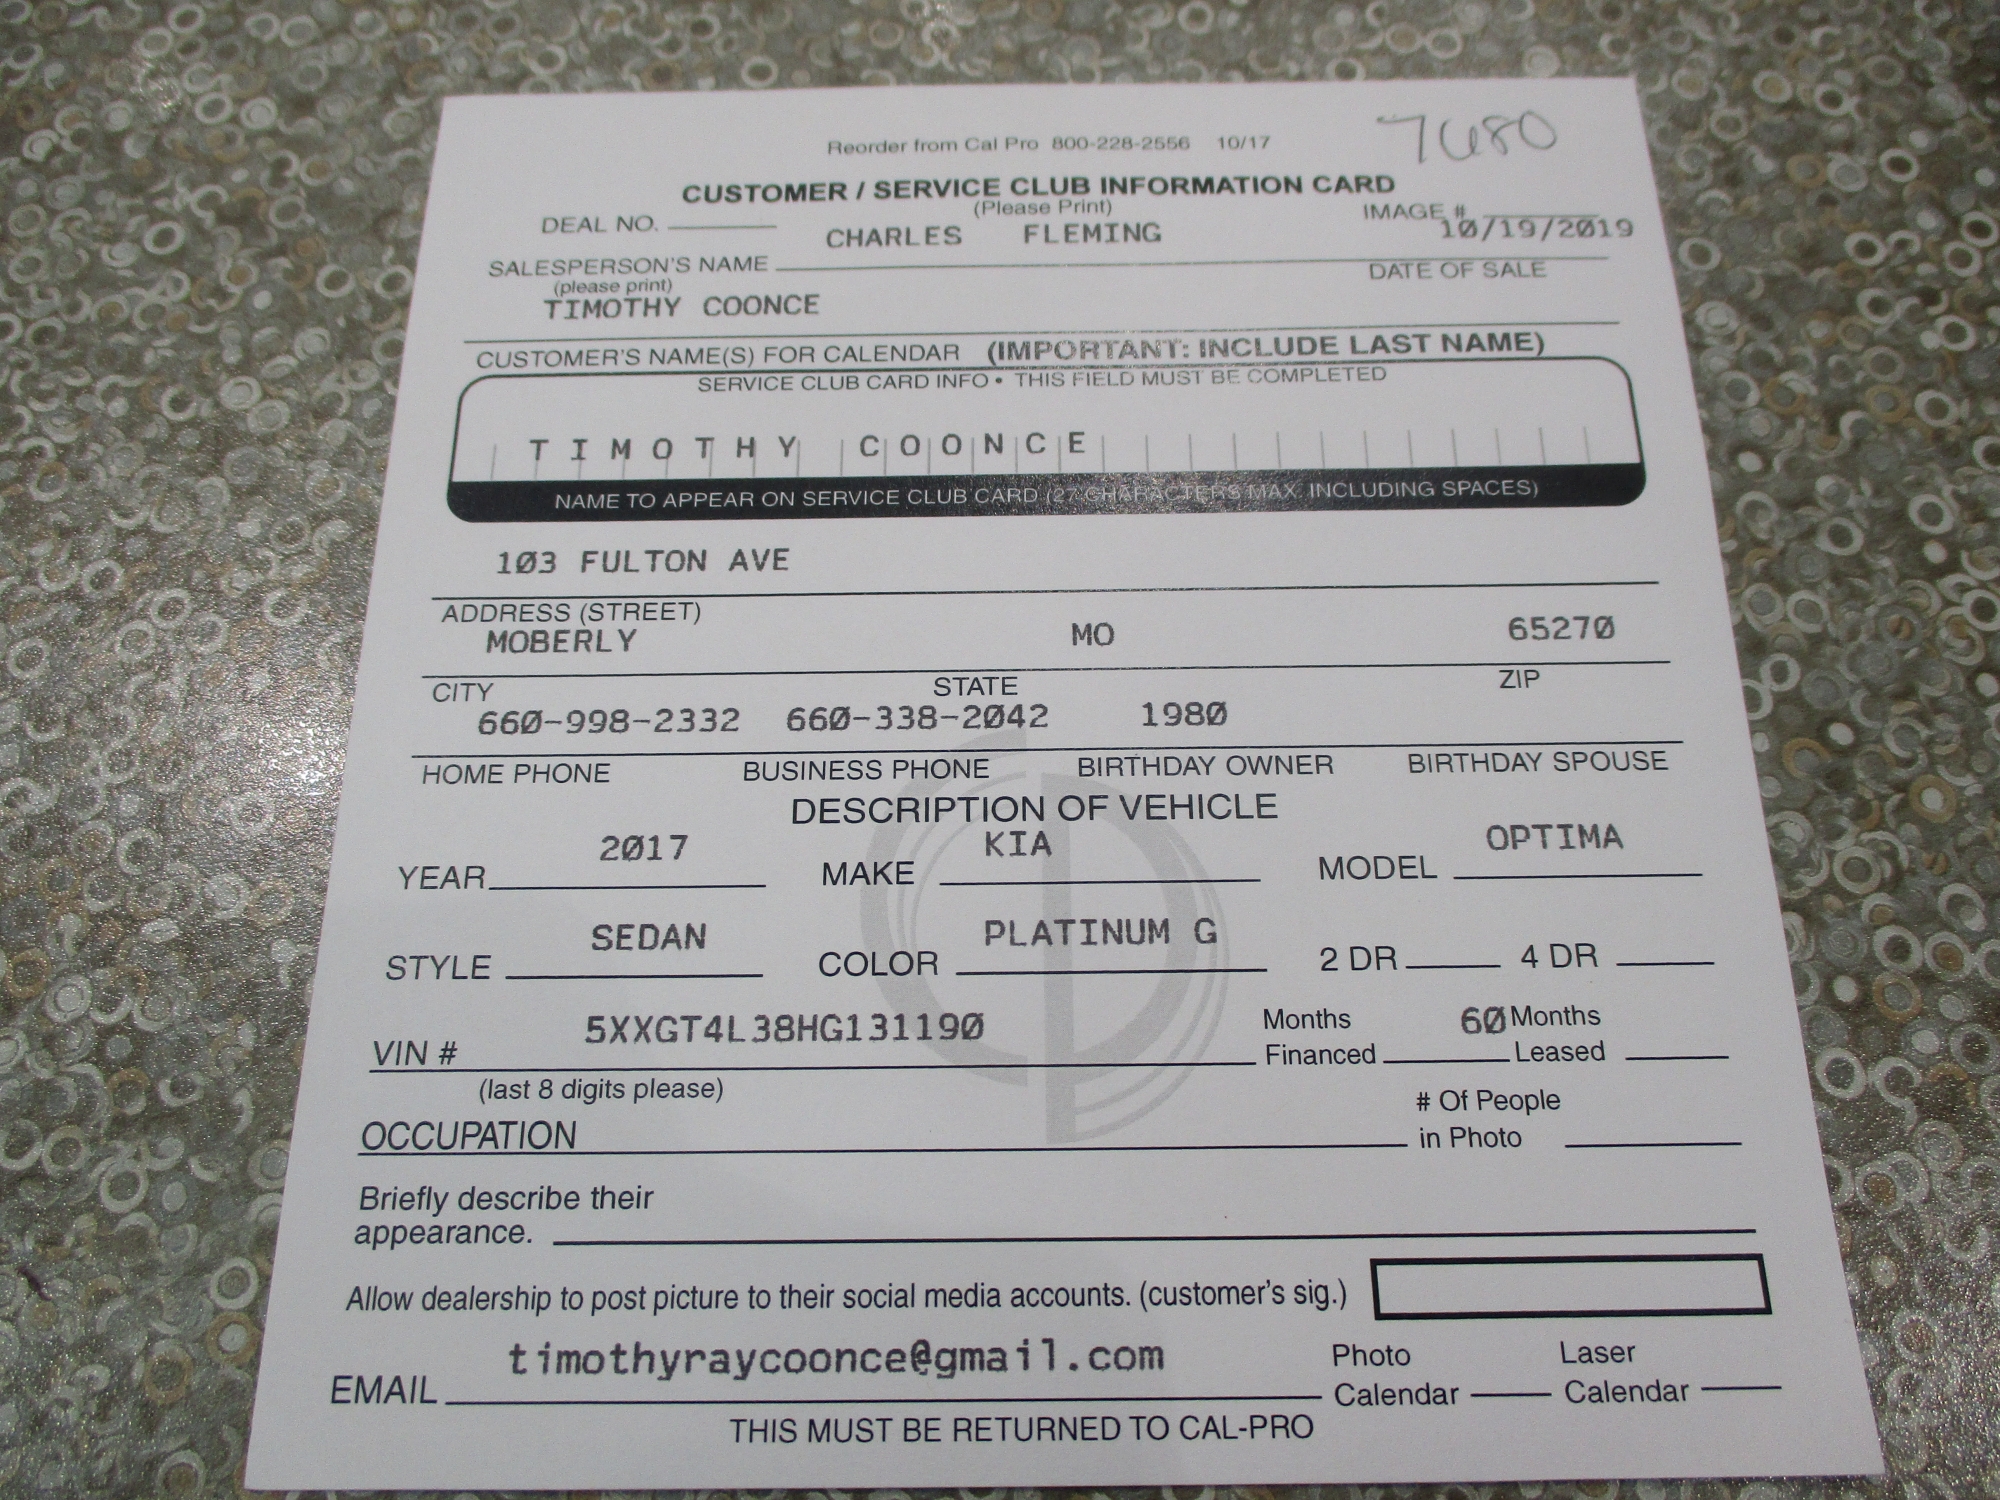 Reorder from Cal Pro 800-228-2556 10/17 7680
CUSTOMER / SERVICE CLUB INFORMATION CARD
(Please Print)
DEAL NO. IMAGE #
CHARLES FLEMING 10/19/2019
SALESPERSON'S NAME DATE OF SALE
(please print)
TIMOTHY COONCE
CUSTOMER'S NAME(S) FOR CALENDAR (IMPORTANT: INCLUDE LAST NAME)
SERVICE CLUB CARD INFO • THIS FIELD MUST BE COMPLETED
TIMOTHY COONCE
NAME TO APPEAR ON SERVICE CLUB CARD (27 CHARACTERS MAX. INCLUDING SPACES)
103 FULTON AVE
ADDRESS (STREET)
MOBERLY MO 65270
CITY STATE ZIP
660-998-2332 660-338-2042 1980
HOME PHONE BUSINESS PHONE BIRTHDAY OWNER BIRTHDAY SPOUSE
DESCRIPTION OF VEHICLE
2017 KIA OPTIMA
YEAR MAKE MODEL
SEDAN PLATINUM G
STYLE COLOR 2 DR 4 DR
5XXGT4L38HG131190 Months 60 Months
VIN # Financed Leased
(last 8 digits please) # Of People
OCCUPATION in Photo
Briefly describe their
appearance.
Allow dealership to post picture to their social media accounts. (customer's sig.)
timothyraycoonce@gmail.com Photo Laser
EMAIL Calendar Calendar
THIS MUST BE RETURNED TO CAL-PRO